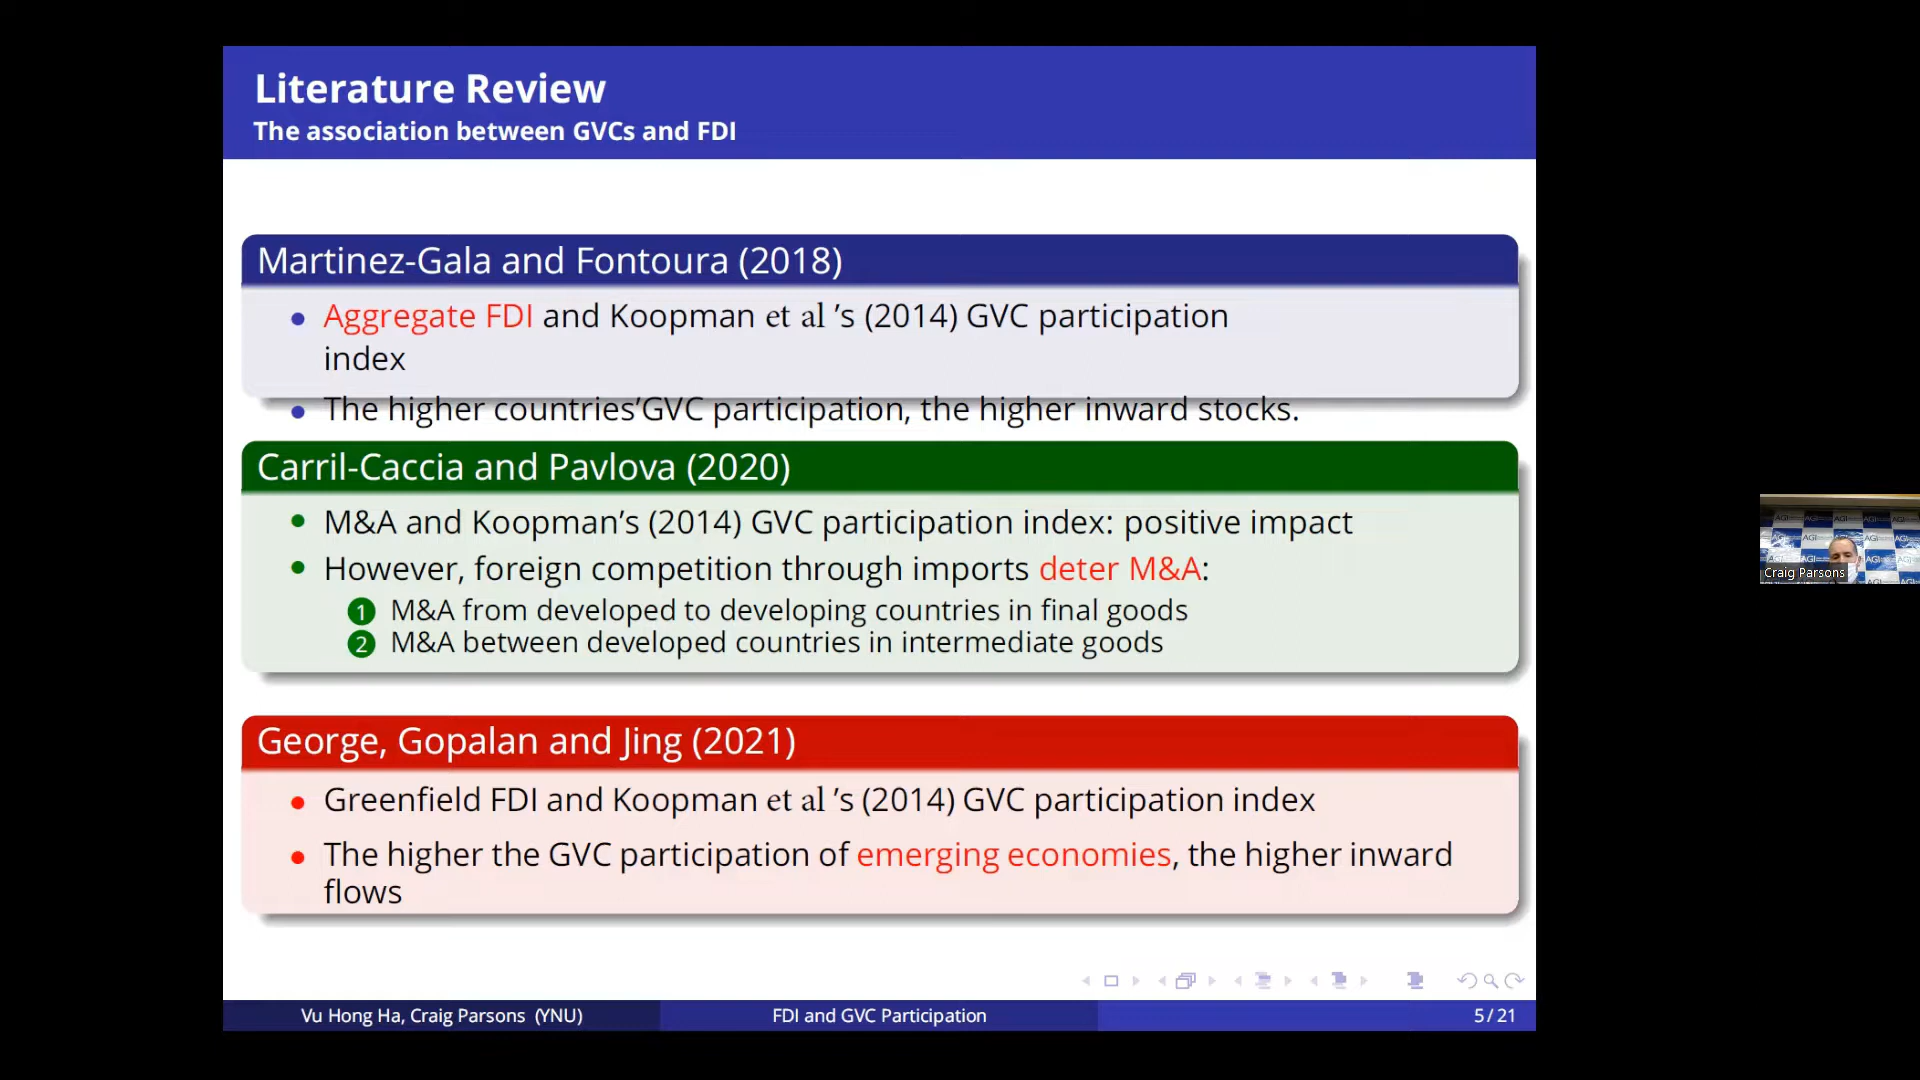 Literature Review
The association between GVCs and FDI
Martinez-Gala and Fontoura (2018)
Aggregate FDI and Koopman et al ’s (2014) GVC participation
index
The higher countries’GVC participation, the higher inward stocks.
Carril-Caccia and Pavlova (2020)
M&A and Koopman’s (2014) GVC participation index: positive impact
However, foreign competition through imports deter M&A:
1 M&A from developed to developing countries in final goods
2 M&A between developed countries in intermediate goods
George, Gopalan and Jing (2021)
Greenfield FDI and Koopman et al ’s (2014) GVC participation index
The higher the GVC participation of emerging economies, the higher inward
flows
Vu Hong Ha, Craig Parsons (YNU)
FDI and GVC Participation
5 / 21
AGI
Craig Parsons